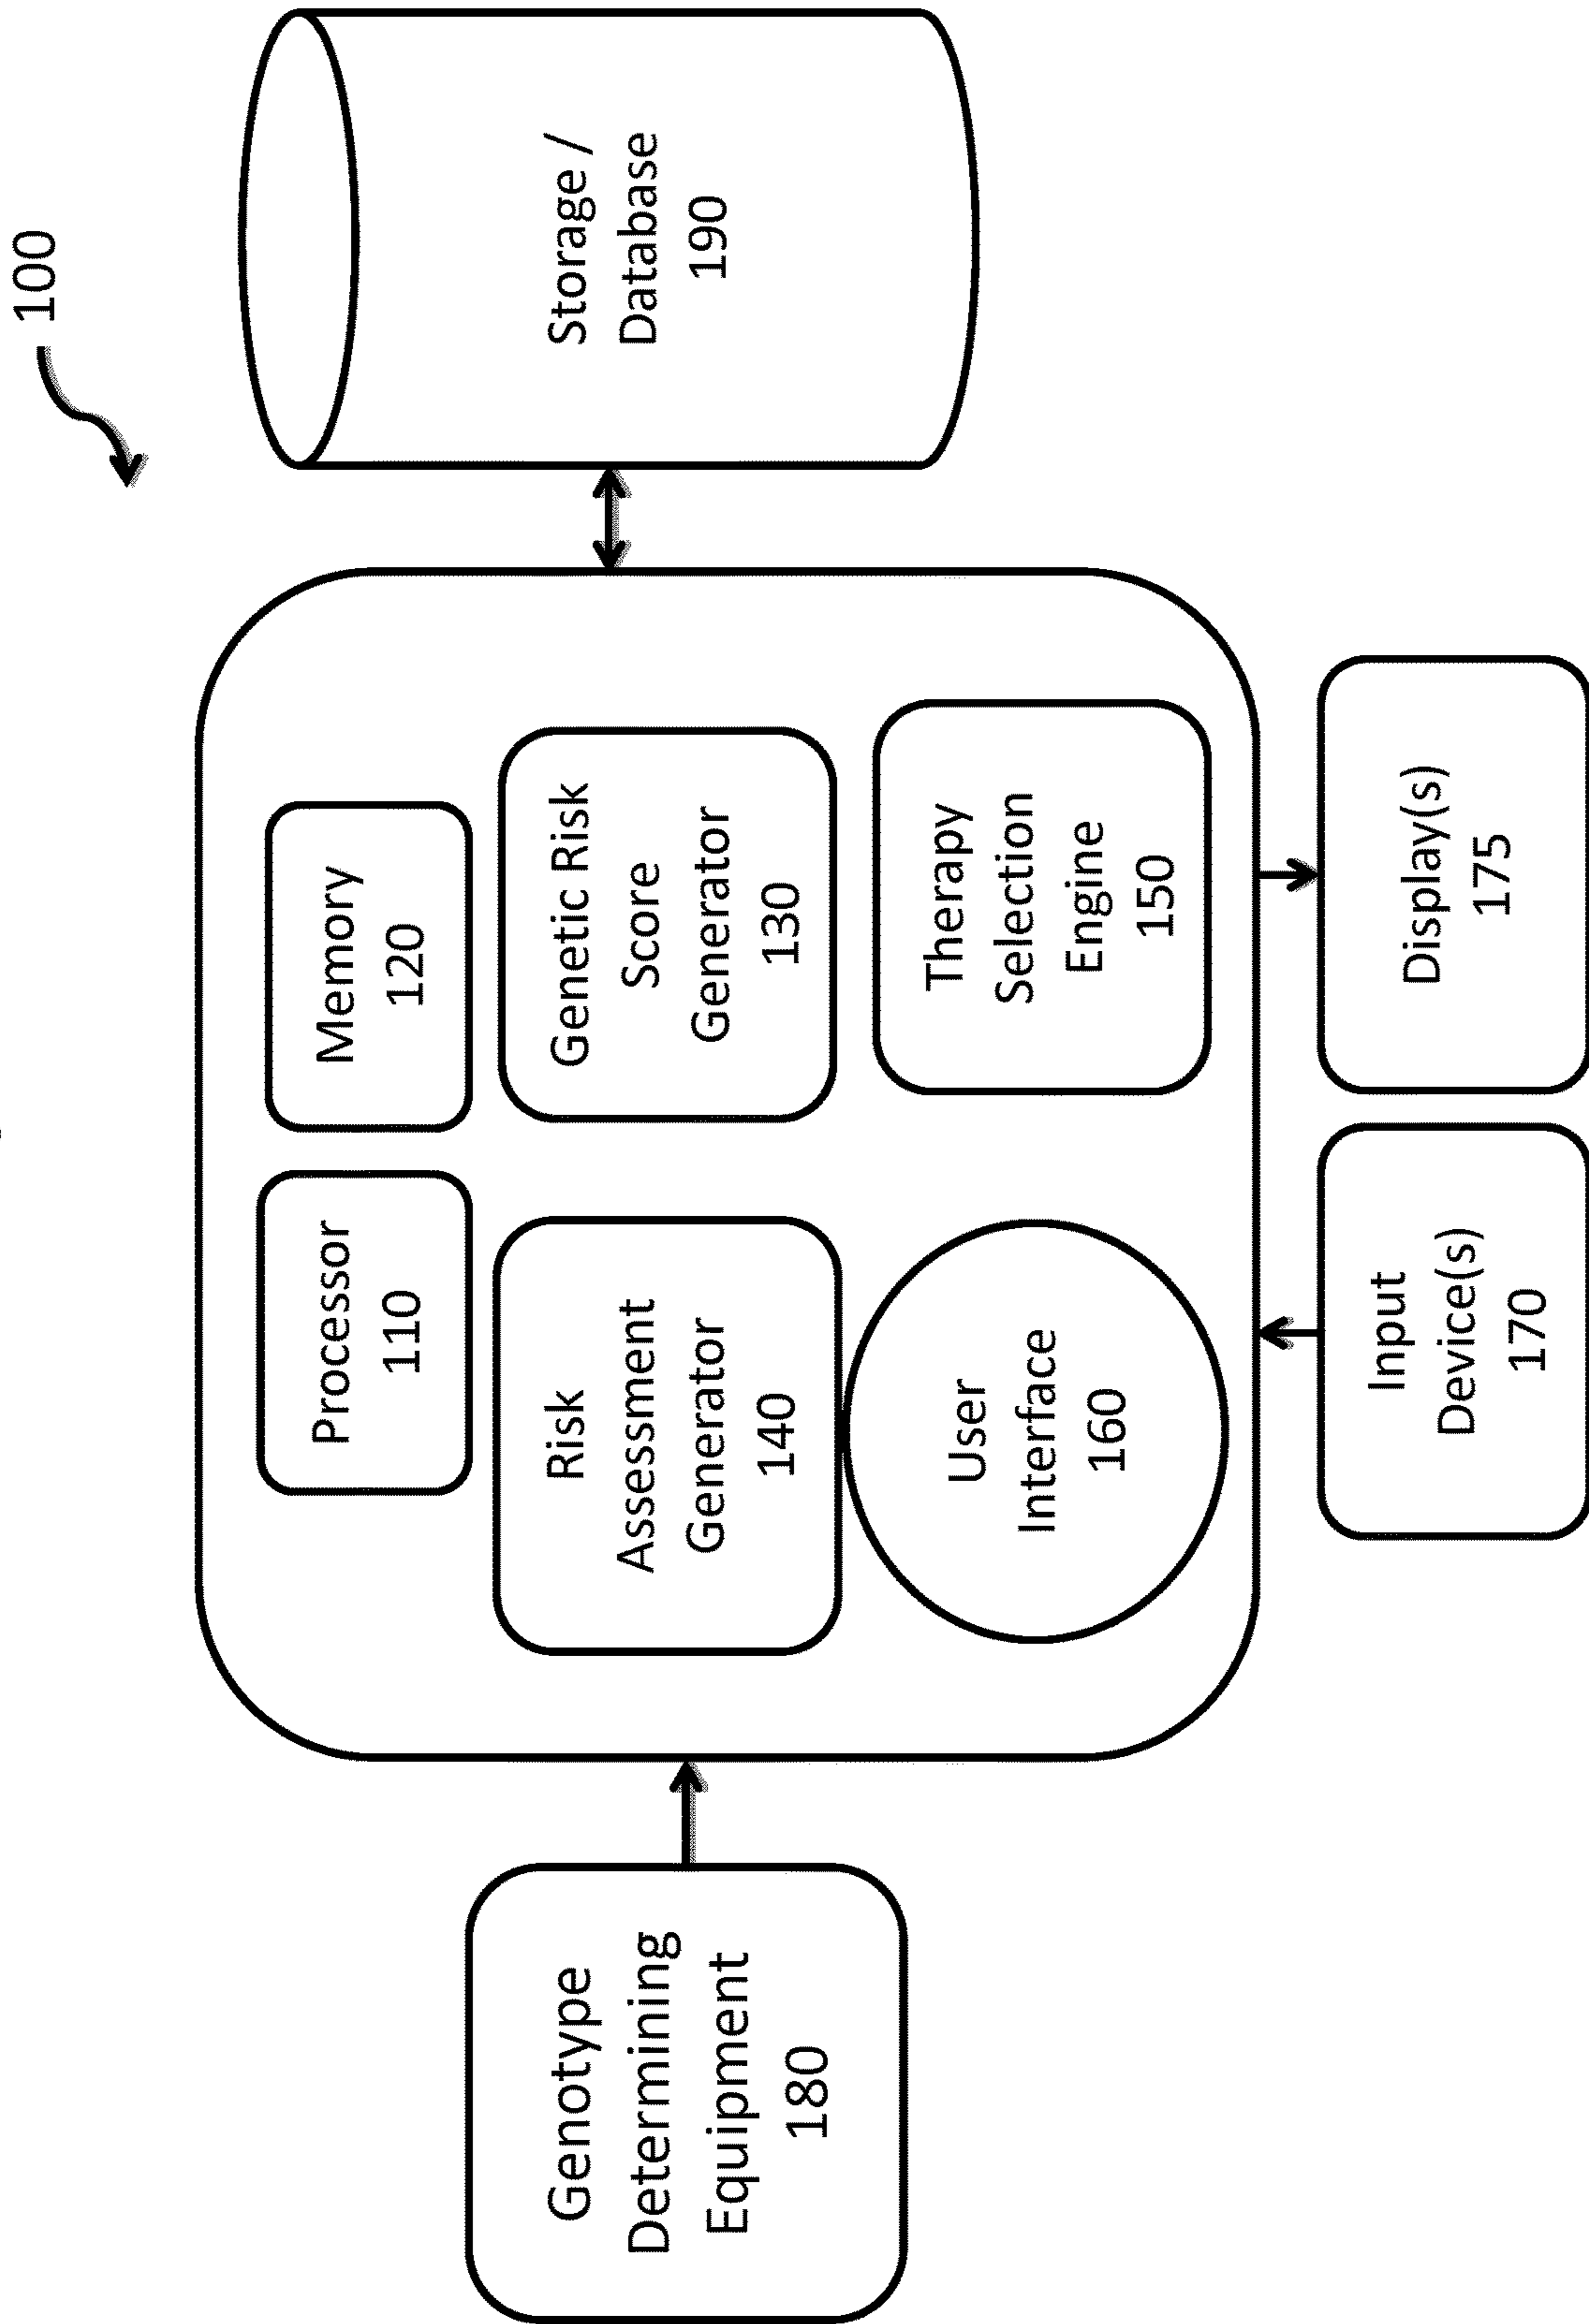 100
Genotype
Determining
Equipment
180
Processor
110
Memory
120
Risk
Assessment
Generator
140
Genetic Risk
Score
Generator
130
User
Interface
160
Therapy
Selection
Engine
150
Storage /
Database
190
Input
Device(s)
170
Display(s)
175